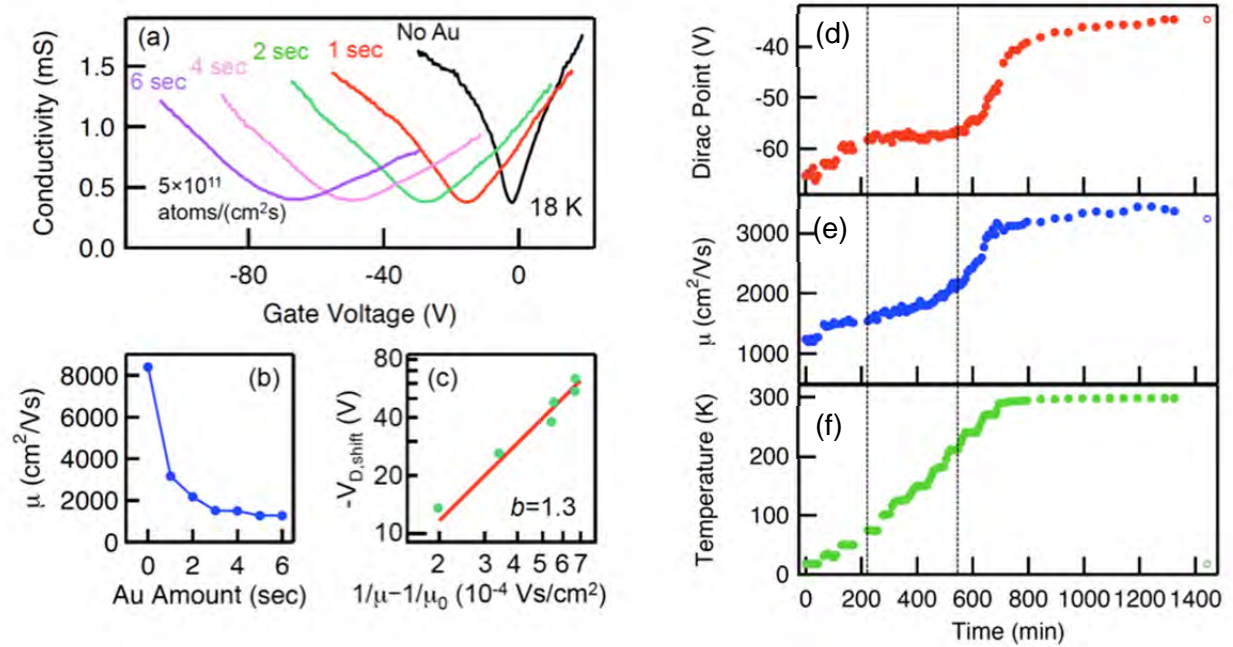 (a)
No Au
1 sec
2 sec
4 sec
6 sec
Conductivity (mS)
1.5
1.0
0.5
0.0
5×10¹¹
atoms/(cm²s)
18 K
-80 -40 0
Gate Voltage (V)
(b)
μ (cm²/Vs)
8000
6000
4000
2000
0
0 2 4 6
Au Amount (sec)
(c)
-V_D,shift (V)
80
40
20
10
b=1.3
2 3 4 5 6 7
1/μ−1/μ₀ (10⁻⁴ Vs/cm²)
(d)
Dirac Point (V)
-40
-50
-60
(e)
μ (cm²/Vs)
3000
2000
1000
(f)
Temperature (K)
300
200
100
0
0 200 400 600 800 1000 1200 1400
Time (min)